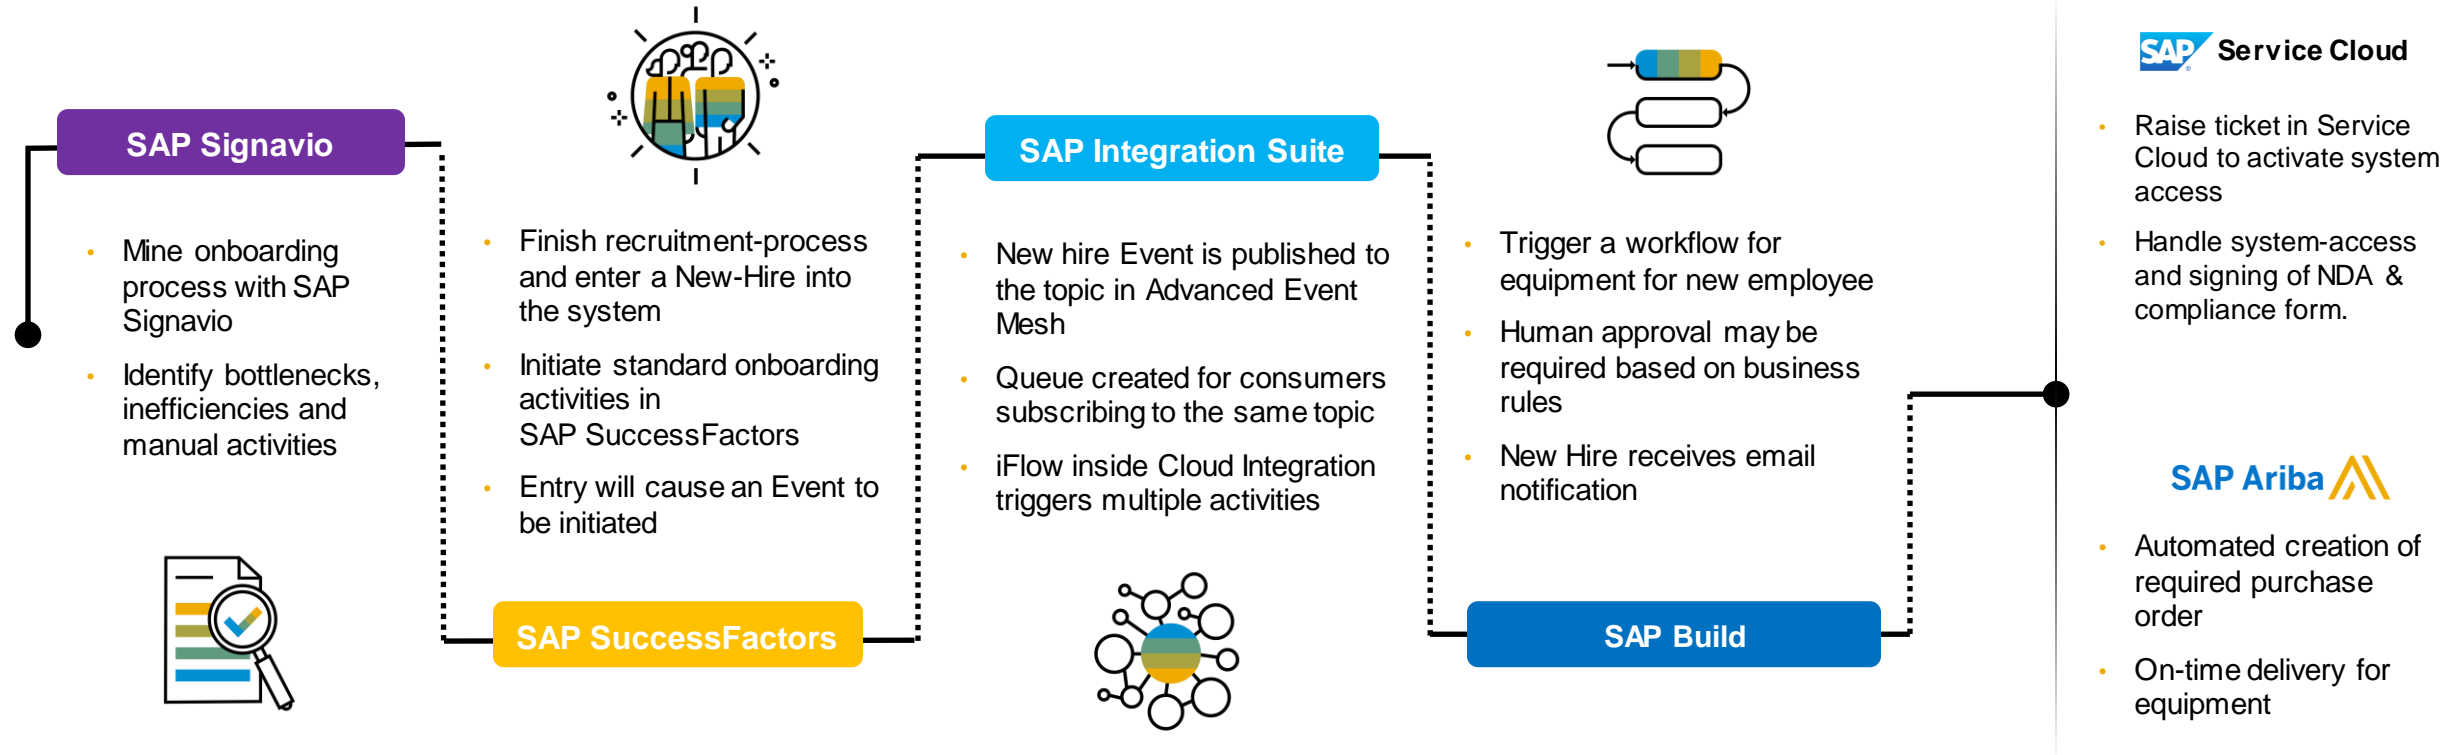 SAP Signavio
• Mine onboarding
process with SAP
Signavio
• Identify bottlenecks,
inefficiencies and
manual activities
• Finish recruitment-process
and enter a New-Hire into
the system
• Initiate standard onboarding
activities in
SAP SuccessFactors
• Entry will cause an Event to
be initiated
SAP SuccessFactors
SAP Integration Suite
• New hire Event is published to
the topic in Advanced Event
Mesh
• Queue created for consumers
subscribing to the same topic
• iFlow inside Cloud Integration
triggers multiple activities
• Trigger a workflow for
equipment for new employee
• Human approval may be
required based on business
rules
• New Hire receives email
notification
SAP Build
SAP® Service Cloud
• Raise ticket in Service
Cloud to activate system
access
• Handle system-access
and signing of NDA &
compliance form.
SAP Ariba
• Automated creation of
required purchase
order
• On-time delivery for
equipment